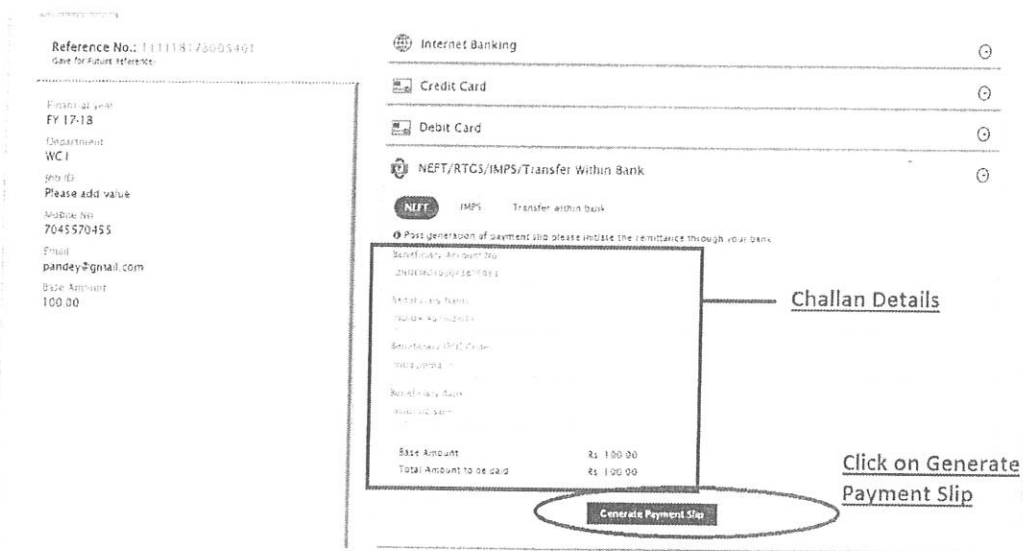 Reference No.: 111118173005401
(Save for Future Reference)
Financial year
FY 17-18
Department
WC I
Job ID
Please add value
Mobile No
7045570455
Email
pandey@gmail.com
Base Amount
100.00
Internet Banking
Credit Card
Debit Card
NEFT/RTGS/IMPS/Transfer Within Bank
NEFT IMPS Transfer within bank
Post generation of payment slip please initiate the remittance through your bank
Beneficiary Account No
Beneficiary Name
Beneficiary IFSC Code
Beneficiary Bank
Base Amount Rs. 100.00
Total Amount to be paid Rs. 100.00
Generate Payment Slip
Challan Details
Click on Generate
Payment Slip